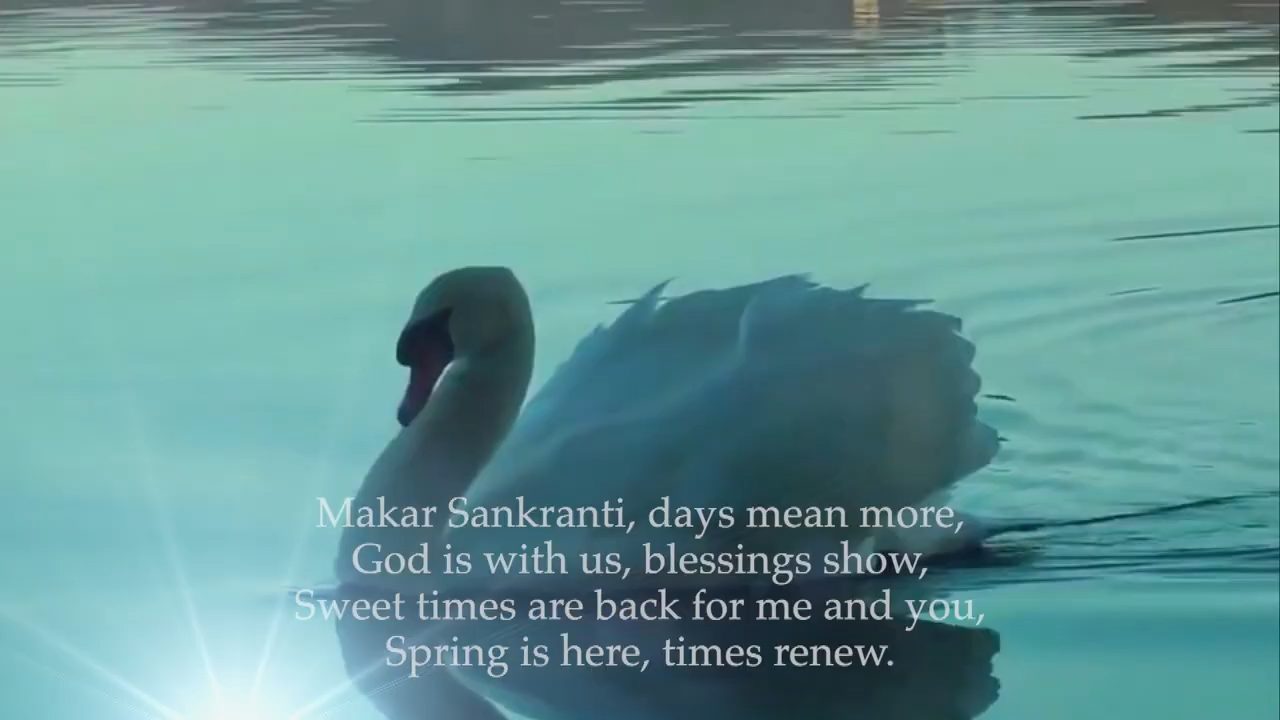 Makar Sankranti, days mean more,
God is with us, blessings show,
Sweet times are back for me and you,
Spring is here, times renew.